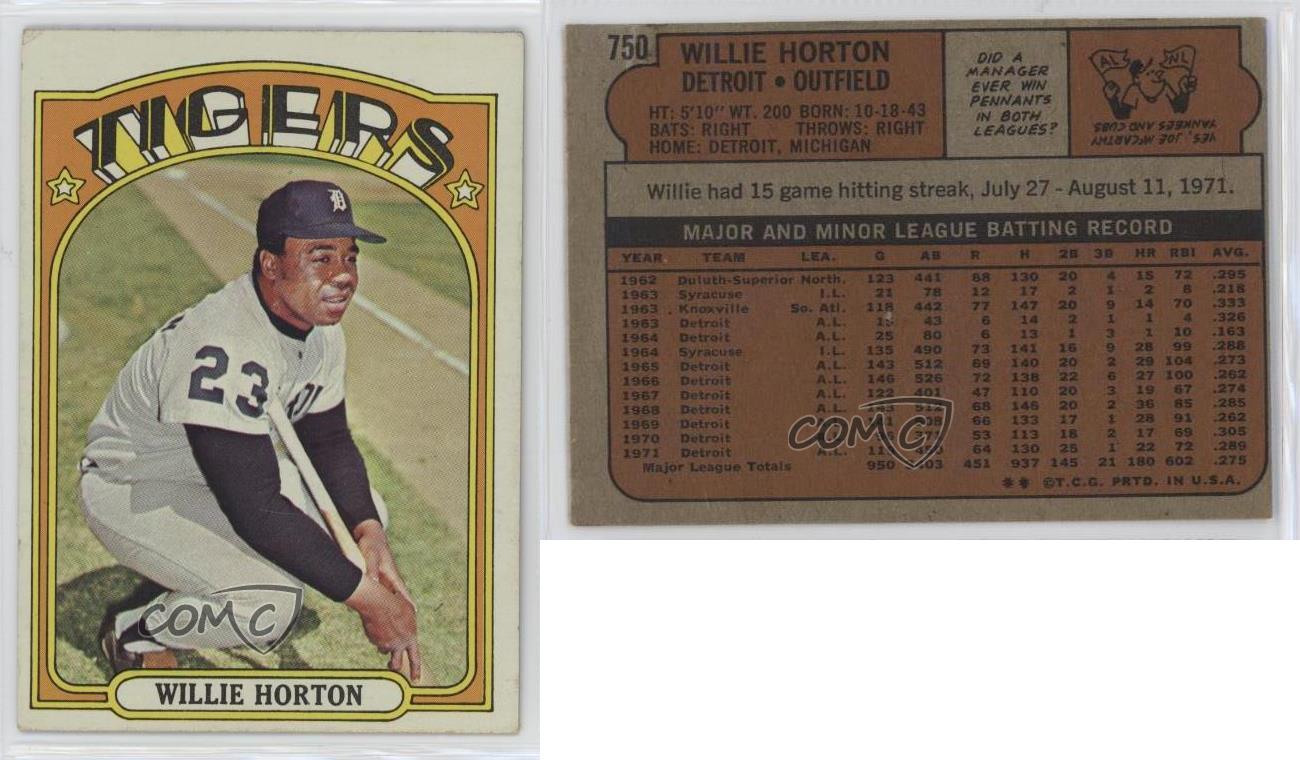 TIGERS
23
WILLIE HORTON
COMC
750
WILLIE HORTON
DETROIT • OUTFIELD
HT: 5'10" WT. 200 BORN: 10-18-43
BATS: RIGHT THROWS: RIGHT
HOME: DETROIT, MICHIGAN
DID A
MANAGER
EVER WIN
PENNANTS
IN BOTH
LEAGUES?
AL NL
YES, JOE McCARTHY
YANKEES AND CUBS
Willie had 15 game hitting streak, July 27 - August 11, 1971.
MAJOR AND MINOR LEAGUE BATTING RECORD
YEAR TEAM LEA. G AB R H 2B 3B HR RBI AVG.
1962 Duluth-Superior North. 123 441 88 130 20 4 15 72 .295
1963 Syracuse I.L. 21 78 12 17 2 1 2 8 .218
1963 Knoxville So. Atl. 118 442 77 147 20 9 14 70 .333
1963 Detroit A.L. 15 43 6 14 2 1 1 4 .326
1964 Detroit A.L. 25 80 6 13 1 3 1 10 .163
1964 Syracuse I.L. 135 490 73 141 16 9 28 99 .288
1965 Detroit A.L. 143 512 69 140 20 2 29 104 .273
1966 Detroit A.L. 146 526 72 138 22 6 27 100 .262
1967 Detroit A.L. 122 401 47 110 20 3 19 67 .274
1968 Detroit A.L. 512 68 146 20 2 36 85 .285
1969 Detroit A.L. 508 66 133 17 1 28 91 .262
1970 Detroit A.L. 371 53 113 18 2 17 69 .305
1971 Detroit A.L. 450 64 130 25 1 22 72 .289
Major League Totals 950 451 937 145 21 180 602 .275
** ©T.C.G. PRTD. IN U.S.A.
COMC